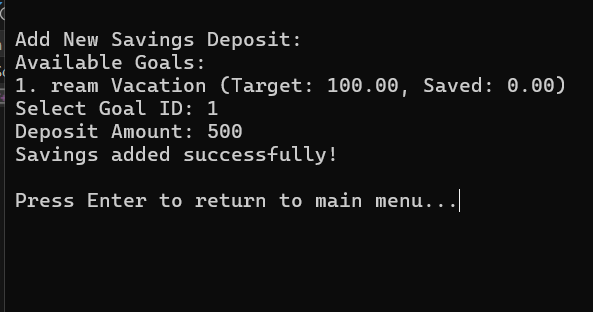 Add New Savings Deposit:
Available Goals:
1. ream Vacation (Target: 100.00, Saved: 0.00)
Select Goal ID: 1
Deposit Amount: 500
Savings added successfully!
Press Enter to return to main menu...